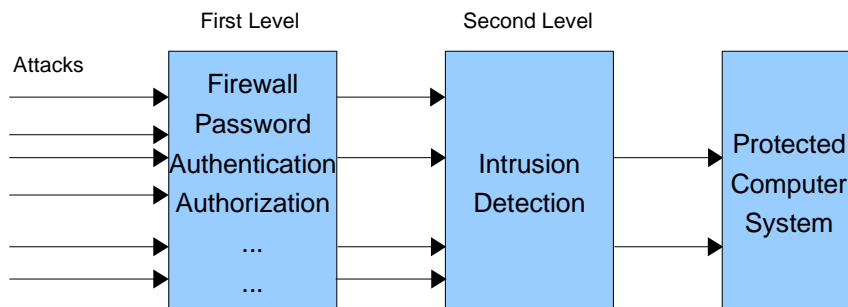 First Level
Second Level
Attacks
Firewall
Password
Authentication
Authorization
...
...
Intrusion
Detection
Protected
Computer
System